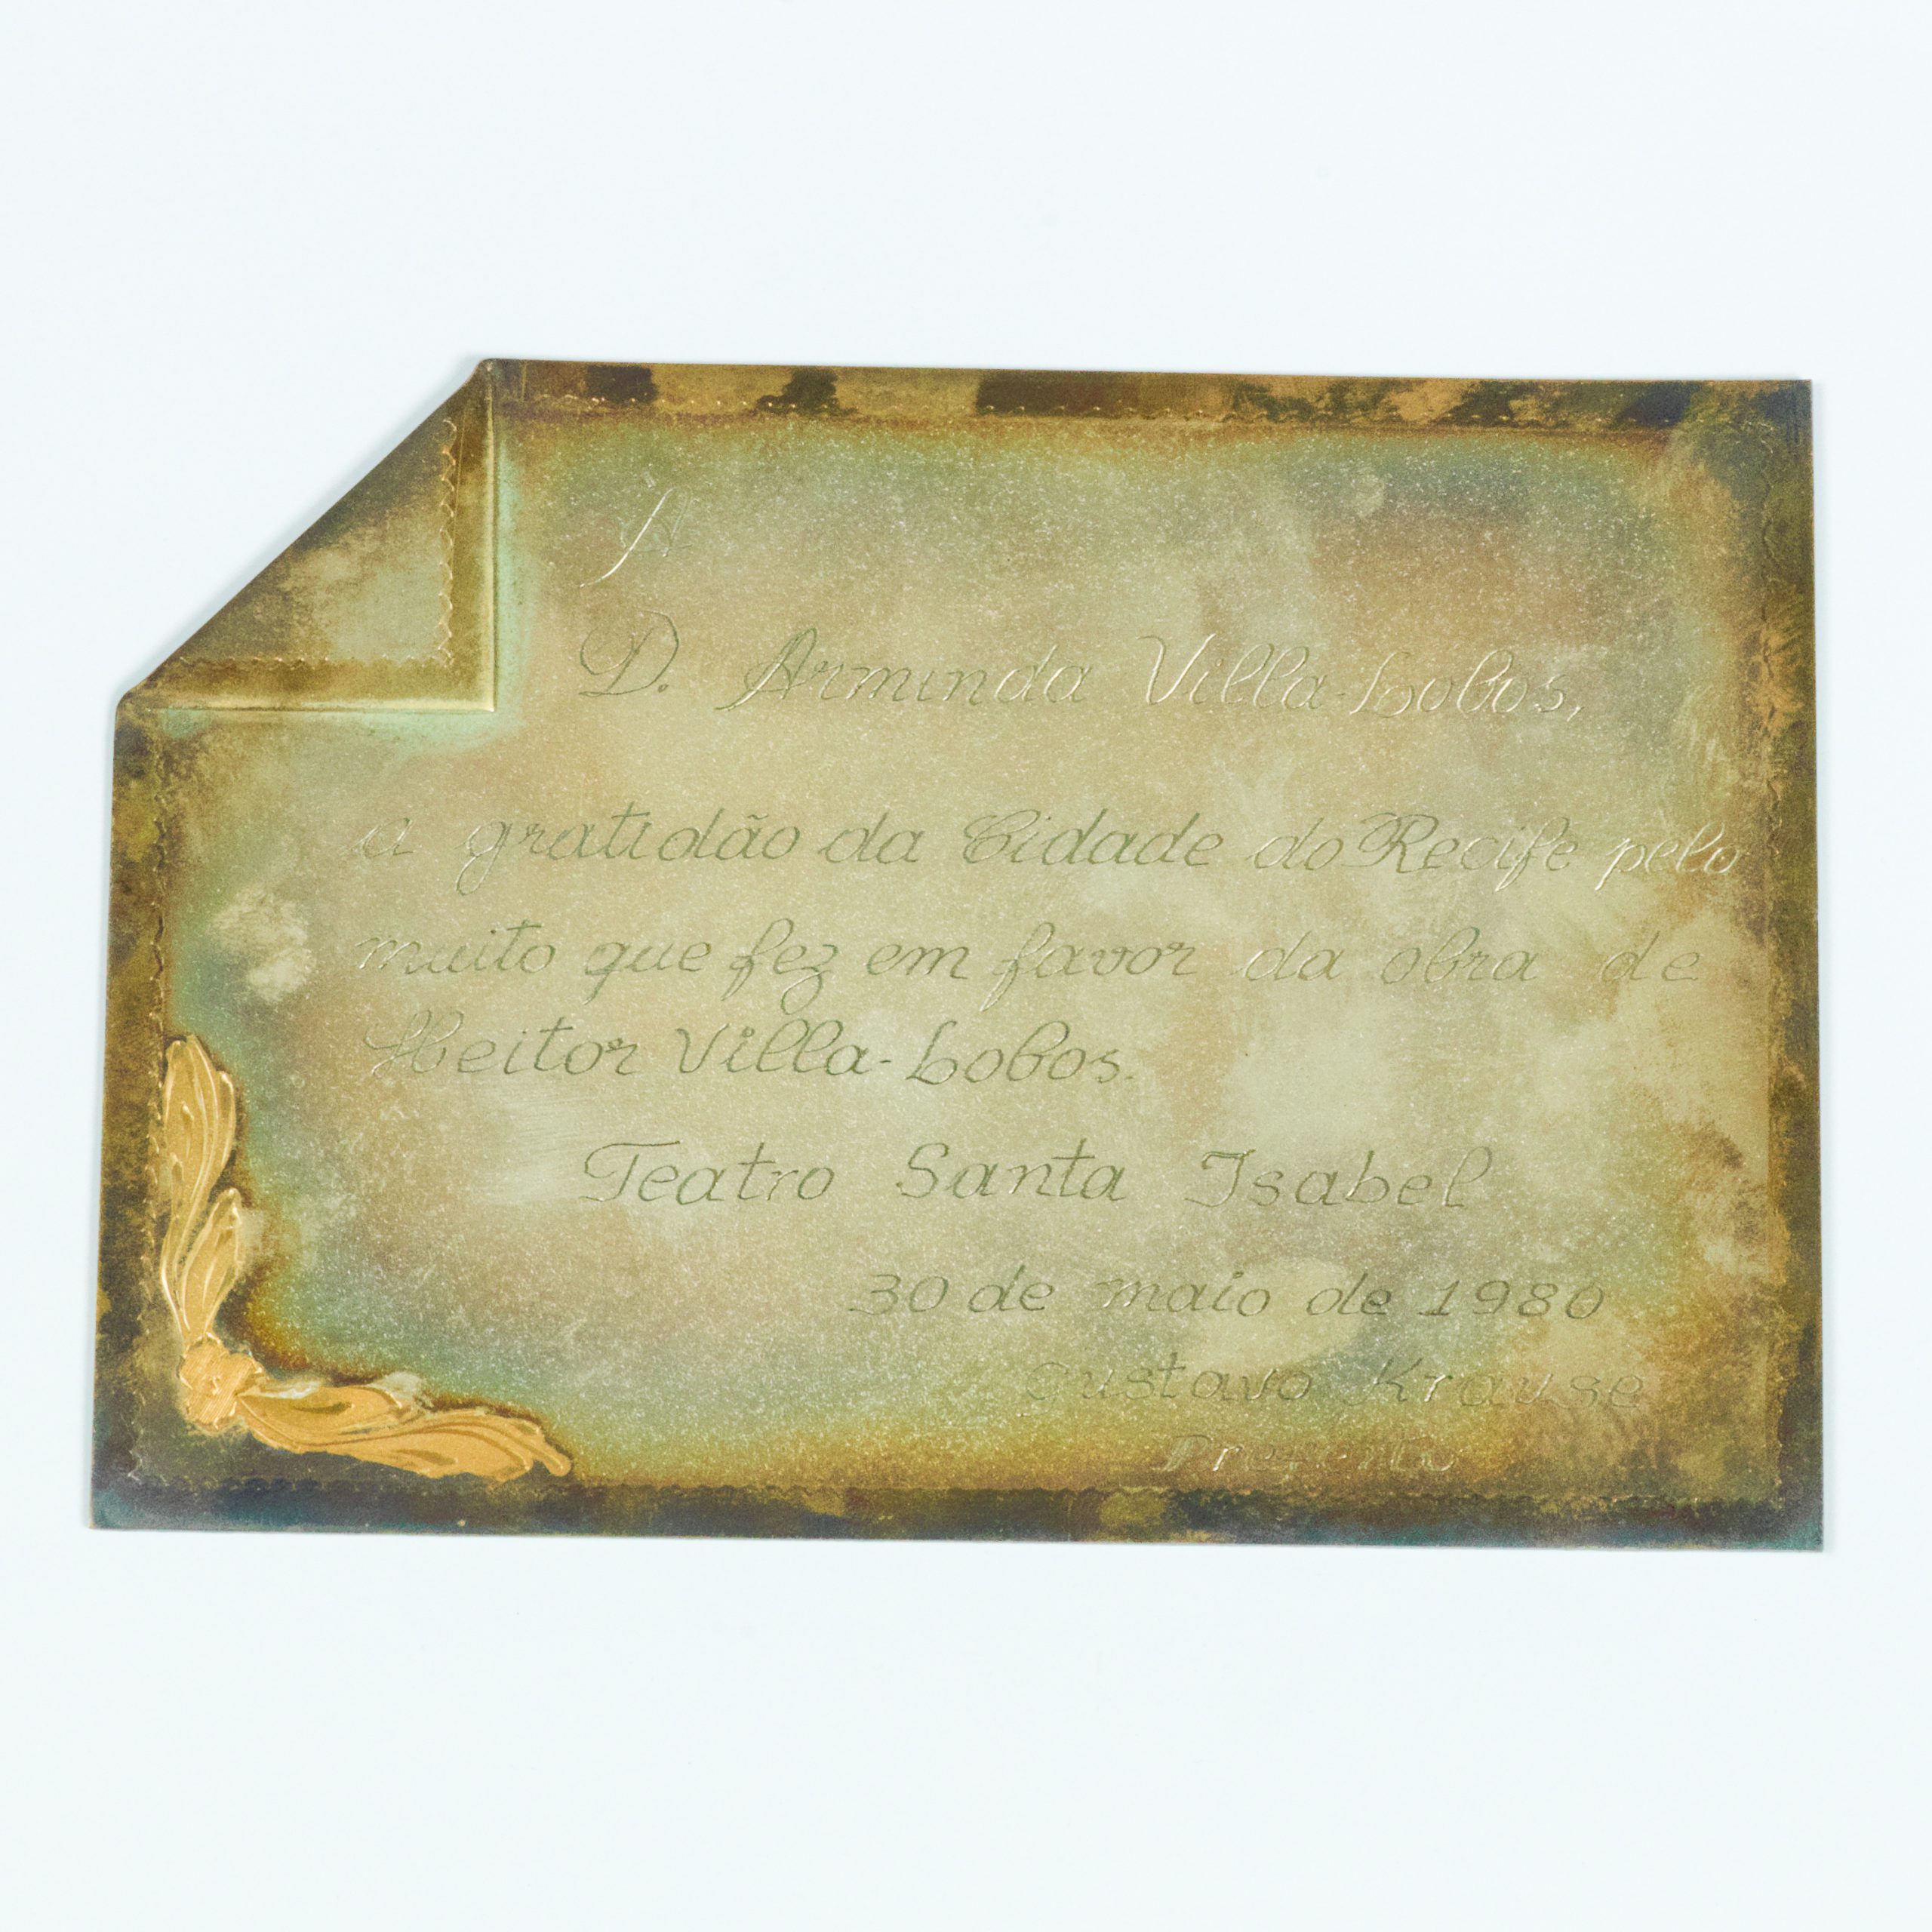 À
D. Arminda Villa-Lobos,
a gratidão da Cidade do Recife pelo
muito que fez em favor da obra de
Heitor Villa-Lobos.
Teatro Santa Isabel
30 de maio de 1980
Gustavo Krause